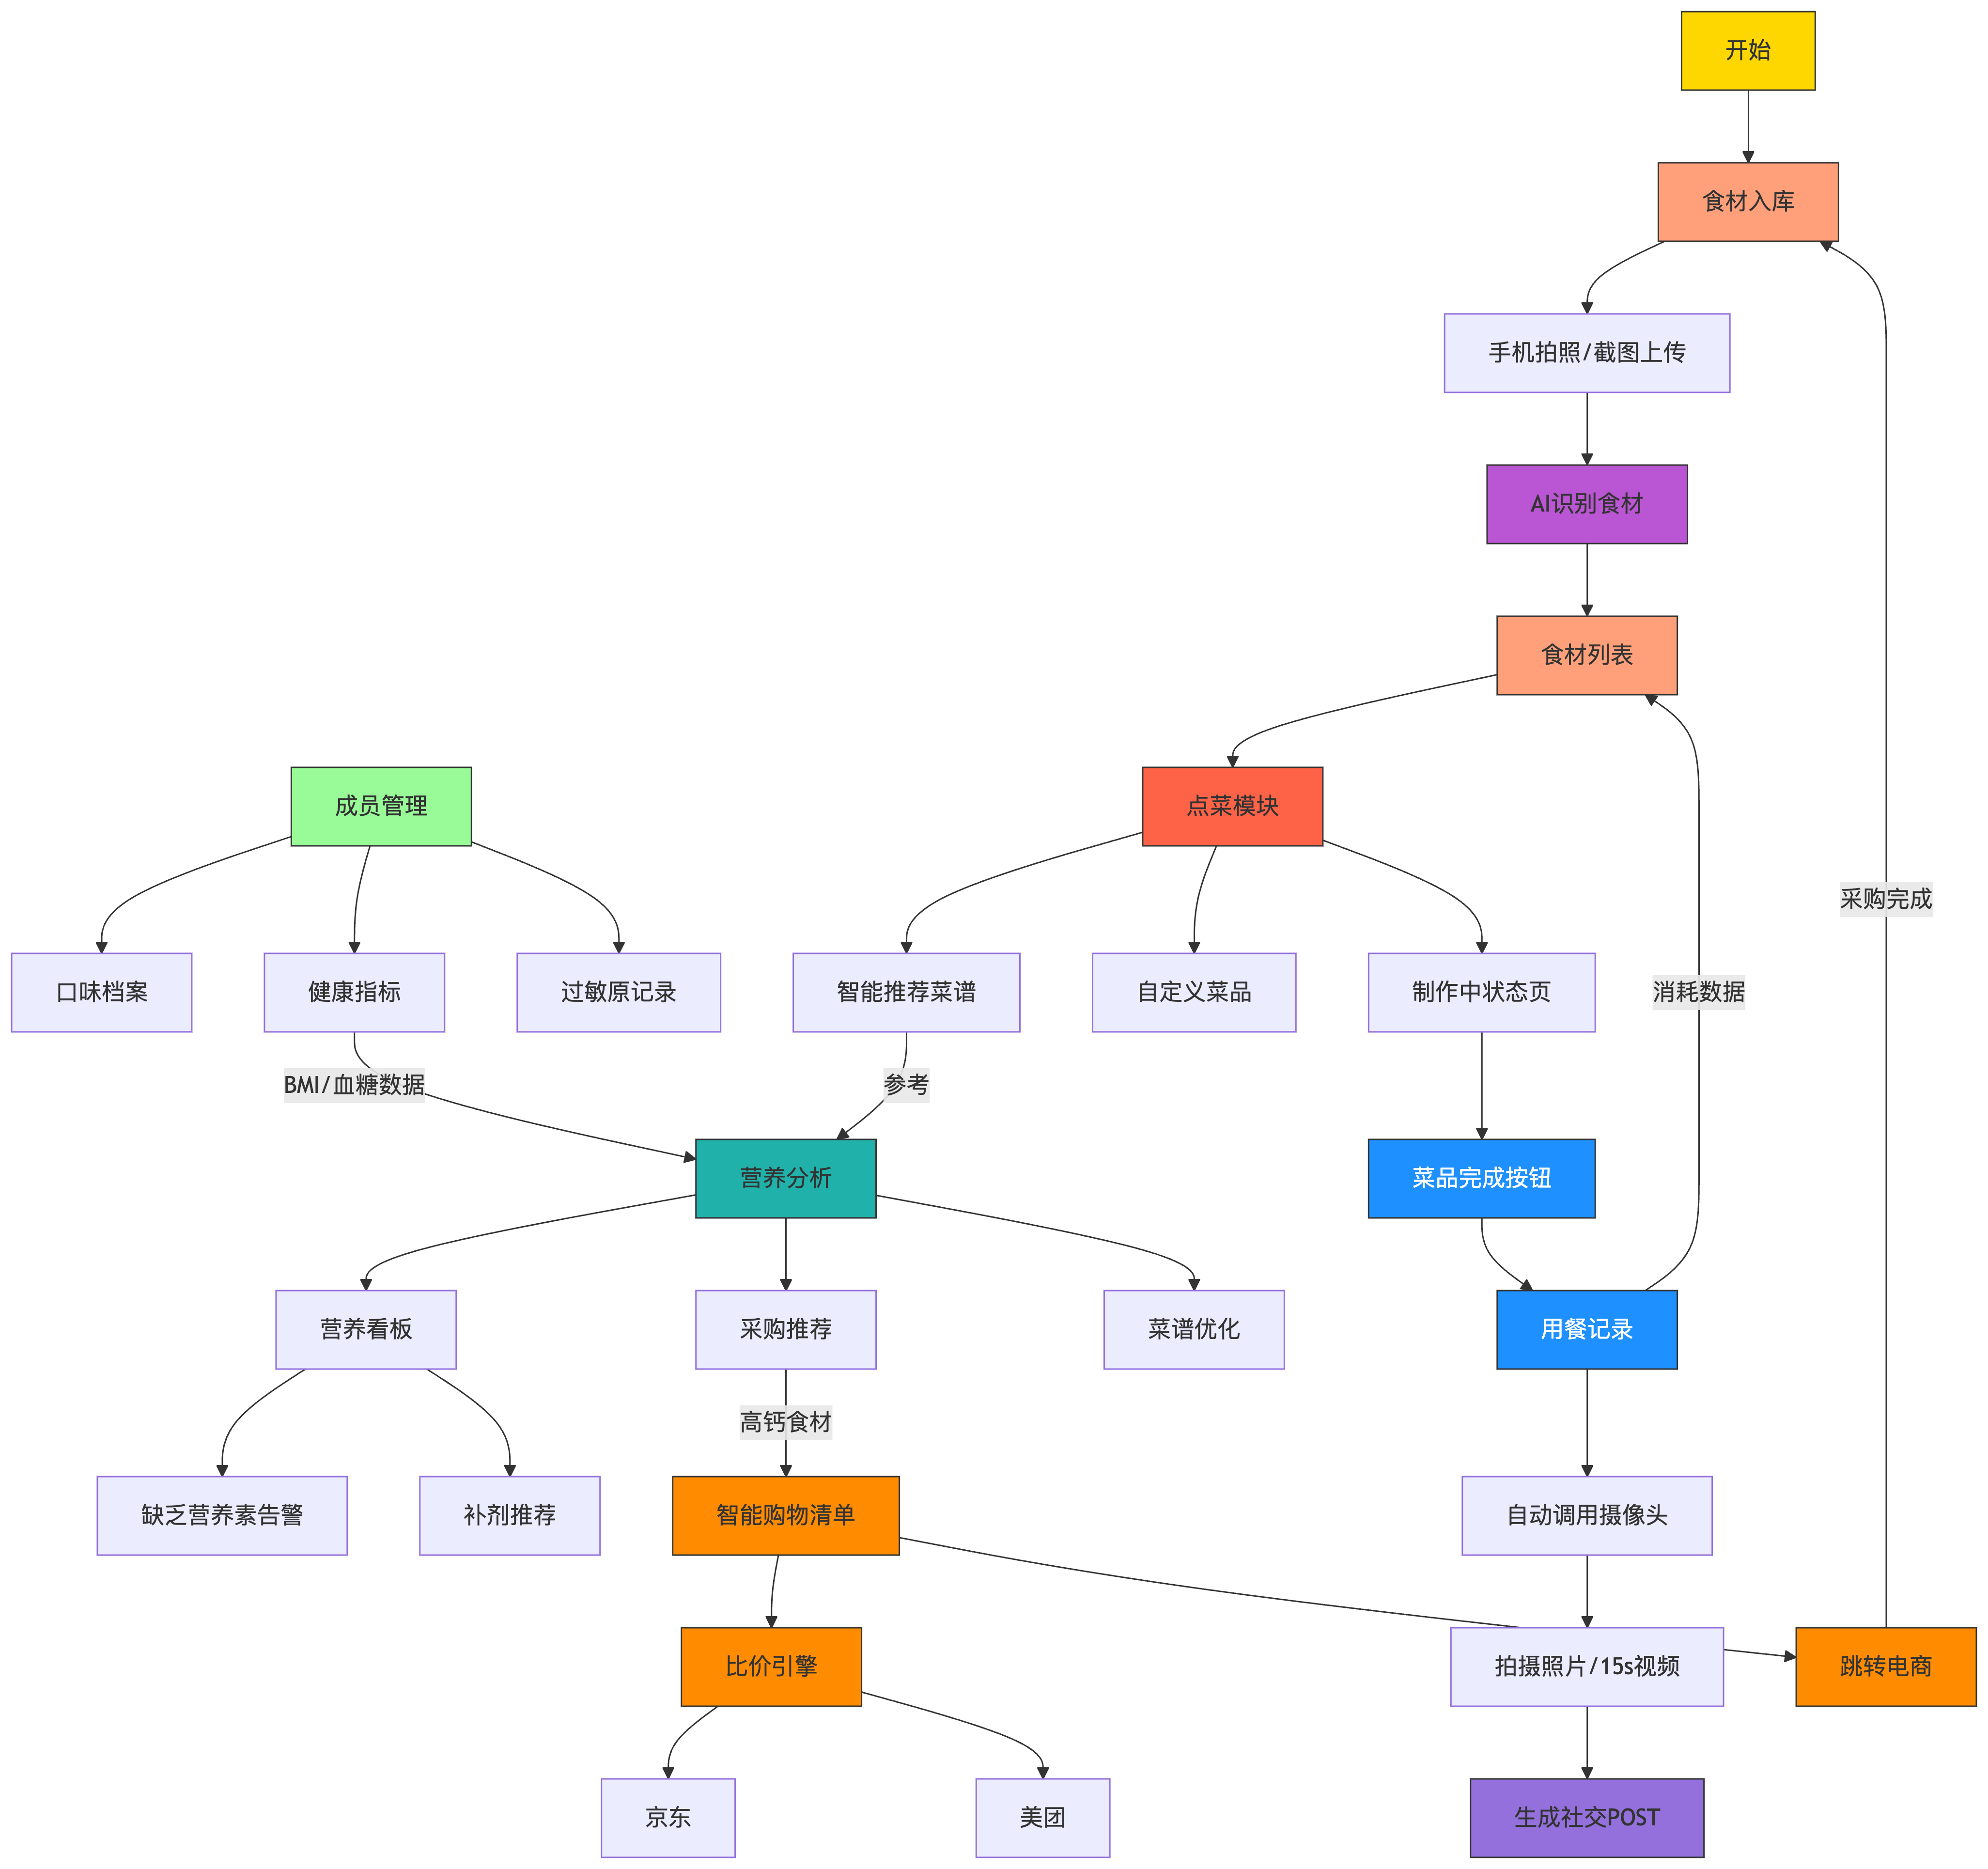 开始
食材入库
手机拍照/截图上传
AI识别食材
食材列表
成员管理
点菜模块
采购完成
口味档案
健康指标
过敏原记录
智能推荐菜谱
自定义菜品
制作中状态页
消耗数据
BMI/血糖数据
参考
营养分析
菜品完成按钮
营养看板
采购推荐
菜谱优化
用餐记录
高钙食材
缺乏营养素告警
补剂推荐
智能购物清单
自动调用摄像头
比价引擎
拍摄照片/15s视频
跳转电商
京东
美团
生成社交POST